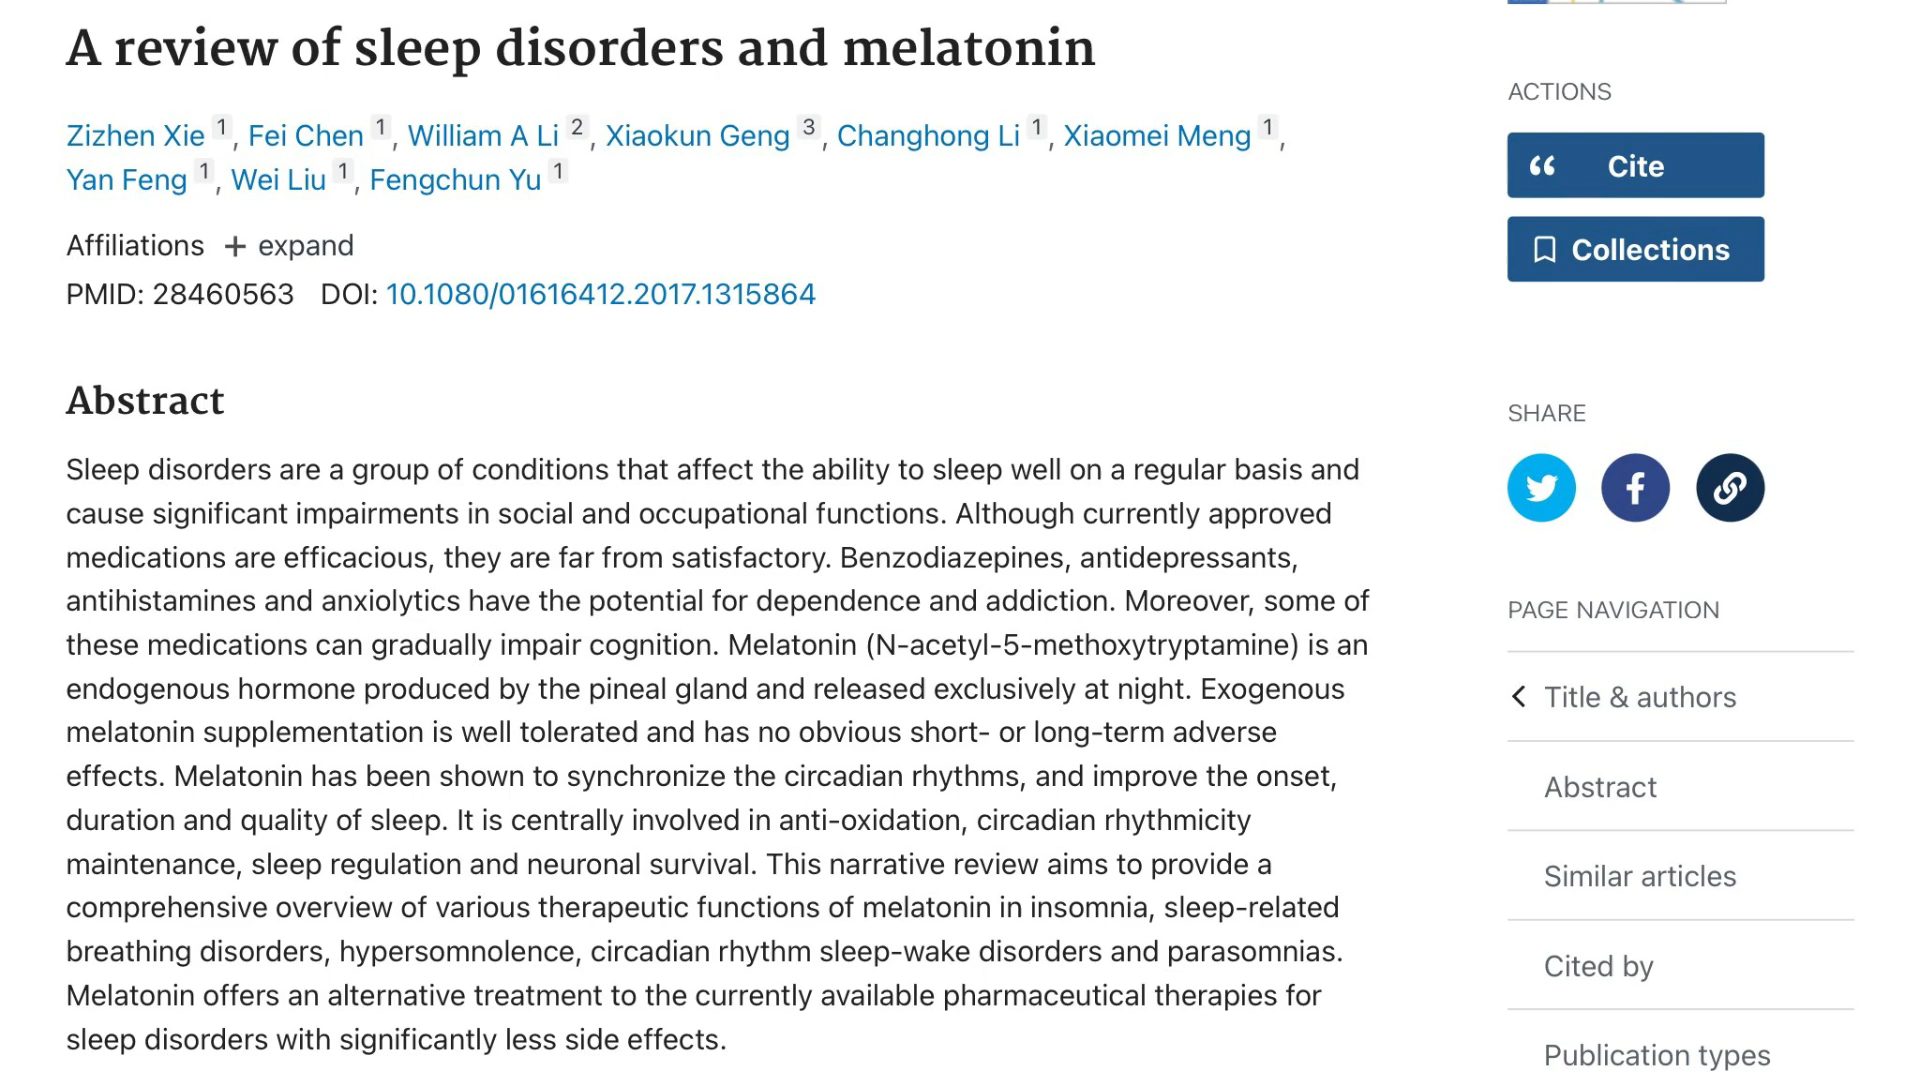 A review of sleep disorders and melatonin
Zizhen Xie 1, Fei Chen 1, William A Li 2, Xiaokun Geng 3, Changhong Li 1, Xiaomei Meng 1,
Yan Feng 1, Wei Liu 1, Fengchun Yu 1
Affiliations + expand
PMID: 28460563 DOI: 10.1080/01616412.2017.1315864
Abstract
Sleep disorders are a group of conditions that affect the ability to sleep well on a regular basis and
cause significant impairments in social and occupational functions. Although currently approved
medications are efficacious, they are far from satisfactory. Benzodiazepines, antidepressants,
antihistamines and anxiolytics have the potential for dependence and addiction. Moreover, some of
these medications can gradually impair cognition. Melatonin (N-acetyl-5-methoxytryptamine) is an
endogenous hormone produced by the pineal gland and released exclusively at night. Exogenous
melatonin supplementation is well tolerated and has no obvious short- or long-term adverse
effects. Melatonin has been shown to synchronize the circadian rhythms, and improve the onset,
duration and quality of sleep. It is centrally involved in anti-oxidation, circadian rhythmicity
maintenance, sleep regulation and neuronal survival. This narrative review aims to provide a
comprehensive overview of various therapeutic functions of melatonin in insomnia, sleep-related
breathing disorders, hypersomnolence, circadian rhythm sleep-wake disorders and parasomnias.
Melatonin offers an alternative treatment to the currently available pharmaceutical therapies for
sleep disorders with significantly less side effects.
ACTIONS
Cite
Collections
SHARE
PAGE NAVIGATION
Title & authors
Abstract
Similar articles
Cited by
Publication types